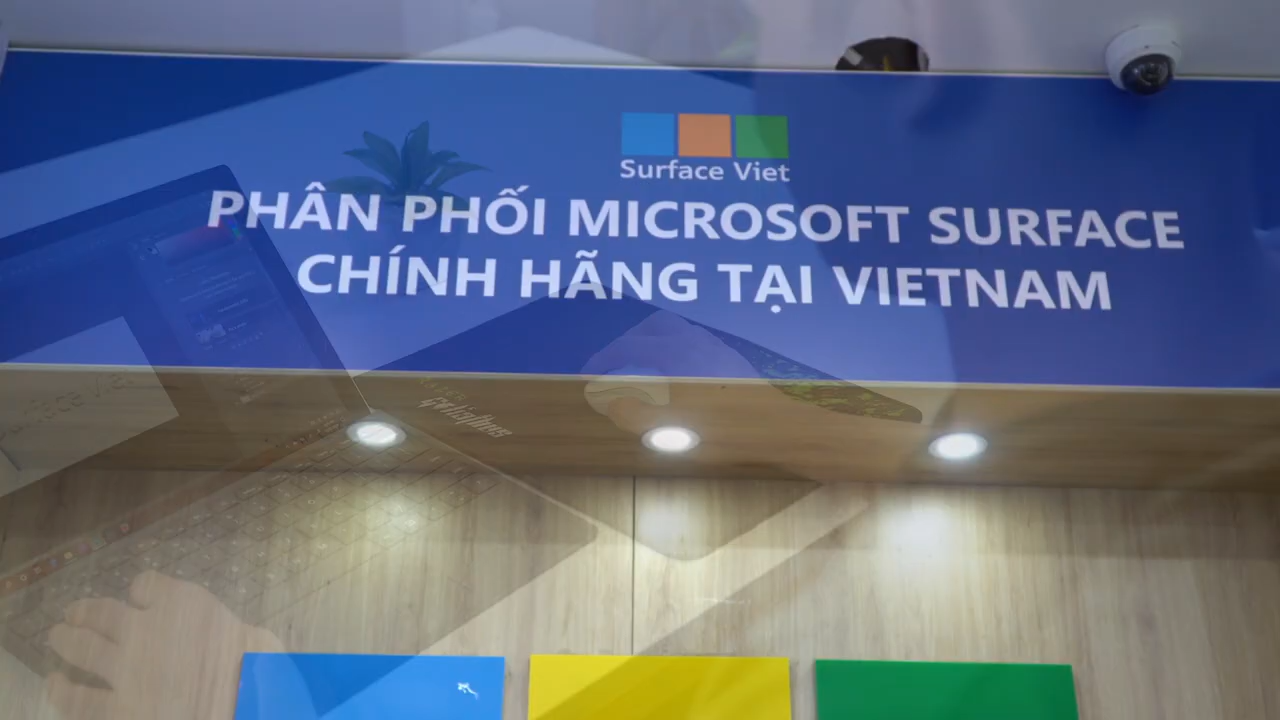 Surface Viet
PHÂN PHỐI MICROSOFT SURFACE
CHÍNH HÃNG TẠI VIETNAM